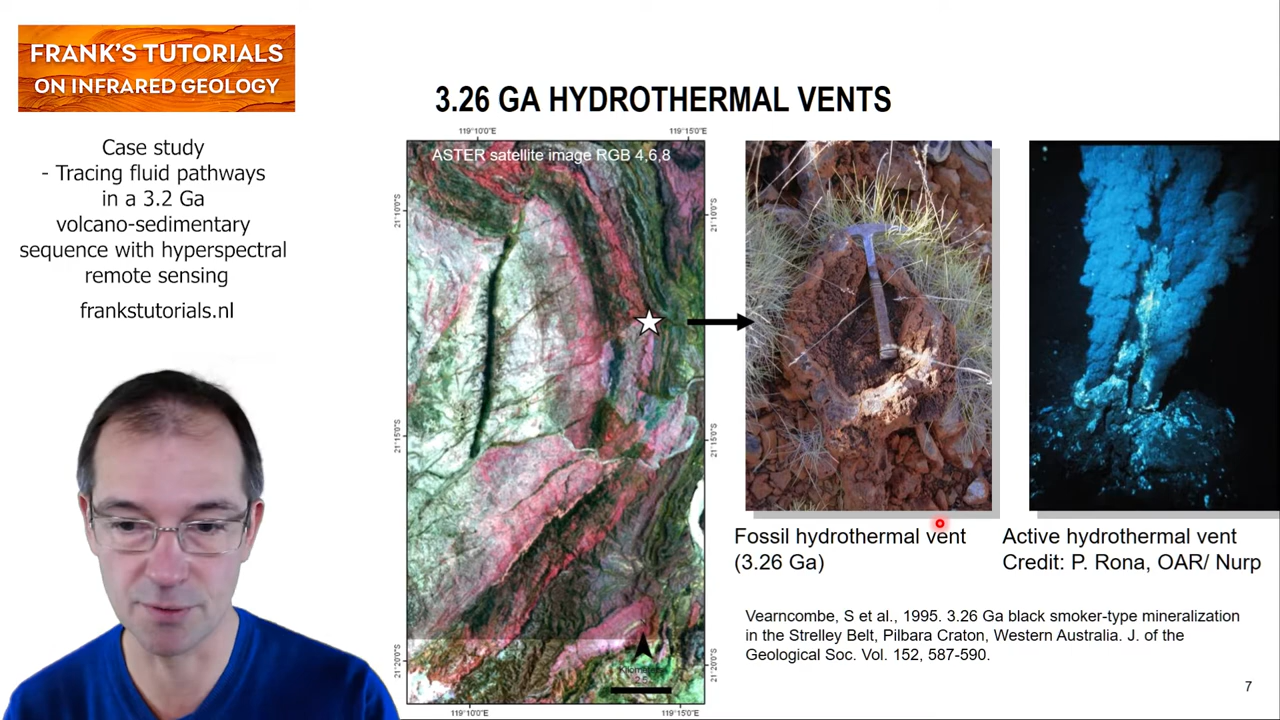 FRANK'S TUTORIALS
ON INFRARED GEOLOGY
Case study
- Tracing fluid pathways
in a 3.2 Ga
volcano-sedimentary
sequence with hyperspectral
remote sensing
frankstutorials.nl
3.26 GA HYDROTHERMAL VENTS
119°10'0"E
119°15'0"E
ASTER satellite image RGB 4,6,8
21°10'0"S
21°10'0"S
21°15'0"S
21°15'0"S
21°20'0"S
21°20'0"S
Kilometers
2.5
119°10'0"E
119°15'0"E
Fossil hydrothermal vent
(3.26 Ga)
Active hydrothermal vent
Credit: P. Rona, OAR/ Nurp
Vearncombe, S et al., 1995. 3.26 Ga black smoker-type mineralization
in the Strelley Belt, Pilbara Craton, Western Australia. J. of the
Geological Soc. Vol. 152, 587-590.
7